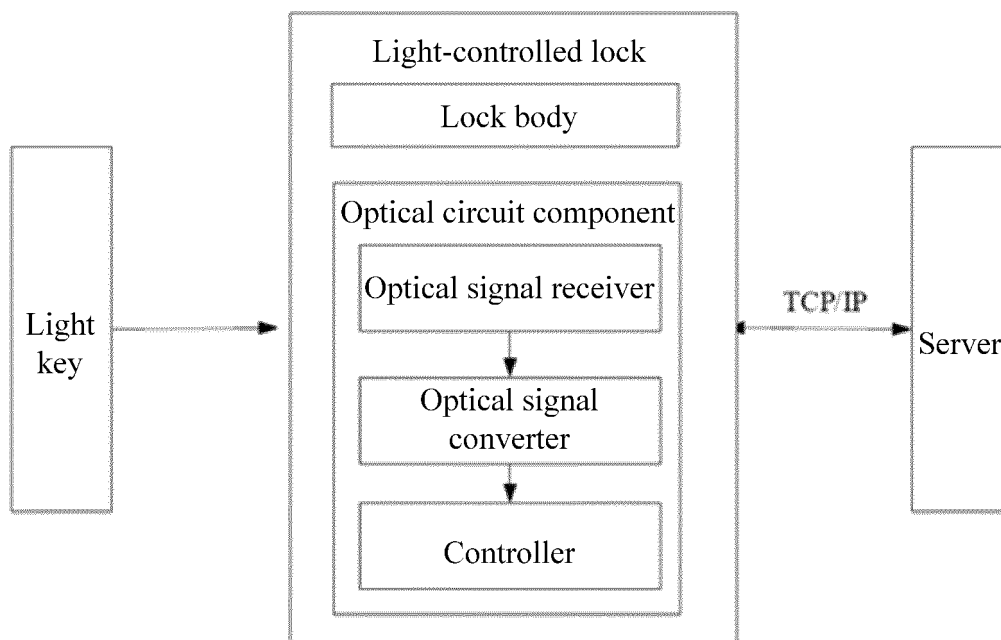 Light-controlled lock
Lock body
Optical circuit component
Optical signal receiver
Optical signal
converter
Controller
Light
key
TCP/IP
Server